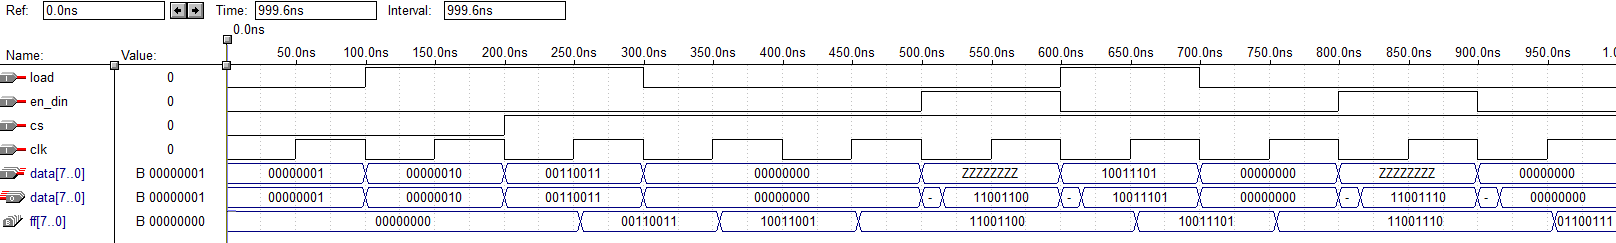 Ref: 0.0ns Time: 999.6ns Interval: 999.6ns
0.0ns
Name: Value: 50.0ns 100.0ns 150.0ns 200.0ns 250.0ns 300.0ns 350.0ns 400.0ns 450.0ns 500.0ns 550.0ns 600.0ns 650.0ns 700.0ns 750.0ns 800.0ns 850.0ns 900.0ns 950.0ns 1.0
load 0
en_din 0
cs 0
clk 0
data[7..0] B 00000001 00000001 00000010 00110011 00000000 ZZZZZZZZ 10011101 00000000 ZZZZZZZZ 00000000
data[7..0] B 00000001 00000001 00000010 00110011 00000000 - 11001100 - 10011101 00000000 - 11001110 - 00000000
ff[7..0] B 00000000 00000000 00110011 10011001 11001100 10011101 11001110 01100111